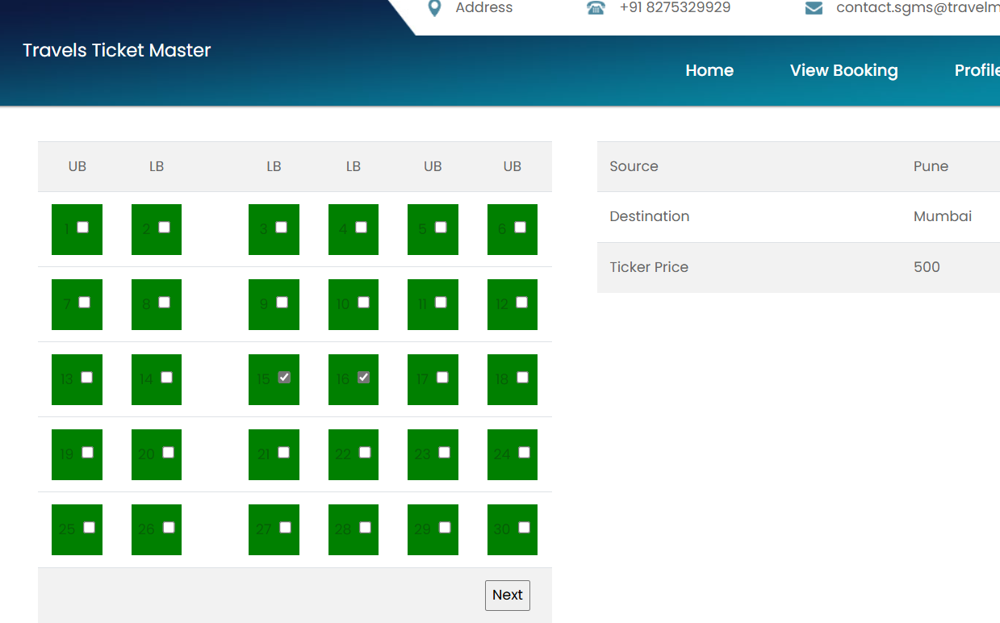 Address +91 8275329929 contact.sgms@travelm
Travels Ticket Master
Home View Booking Profile
UB LB LB LB UB UB
1 2 3 4 5 6
7 8 9 10 11 12
13 14 15 16 17 18
19 20 21 22 23 24
25 26 27 28 29 30
Next
Source Pune
Destination Mumbai
Ticker Price 500